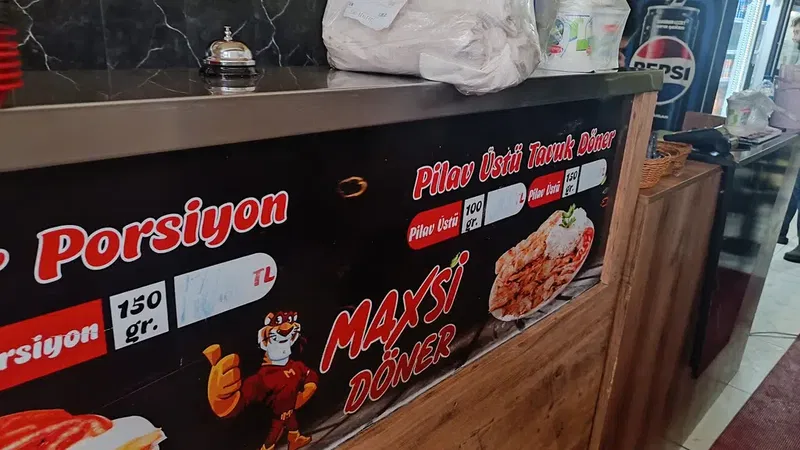 PEPSI
Porsiyon
150 gr.
TL
Pilav Üstü Tavuk Döner
Pilav Üstü
100 gr.
L
Pilav Üstü
150 gr.
MAXSİ
DÖNER
M